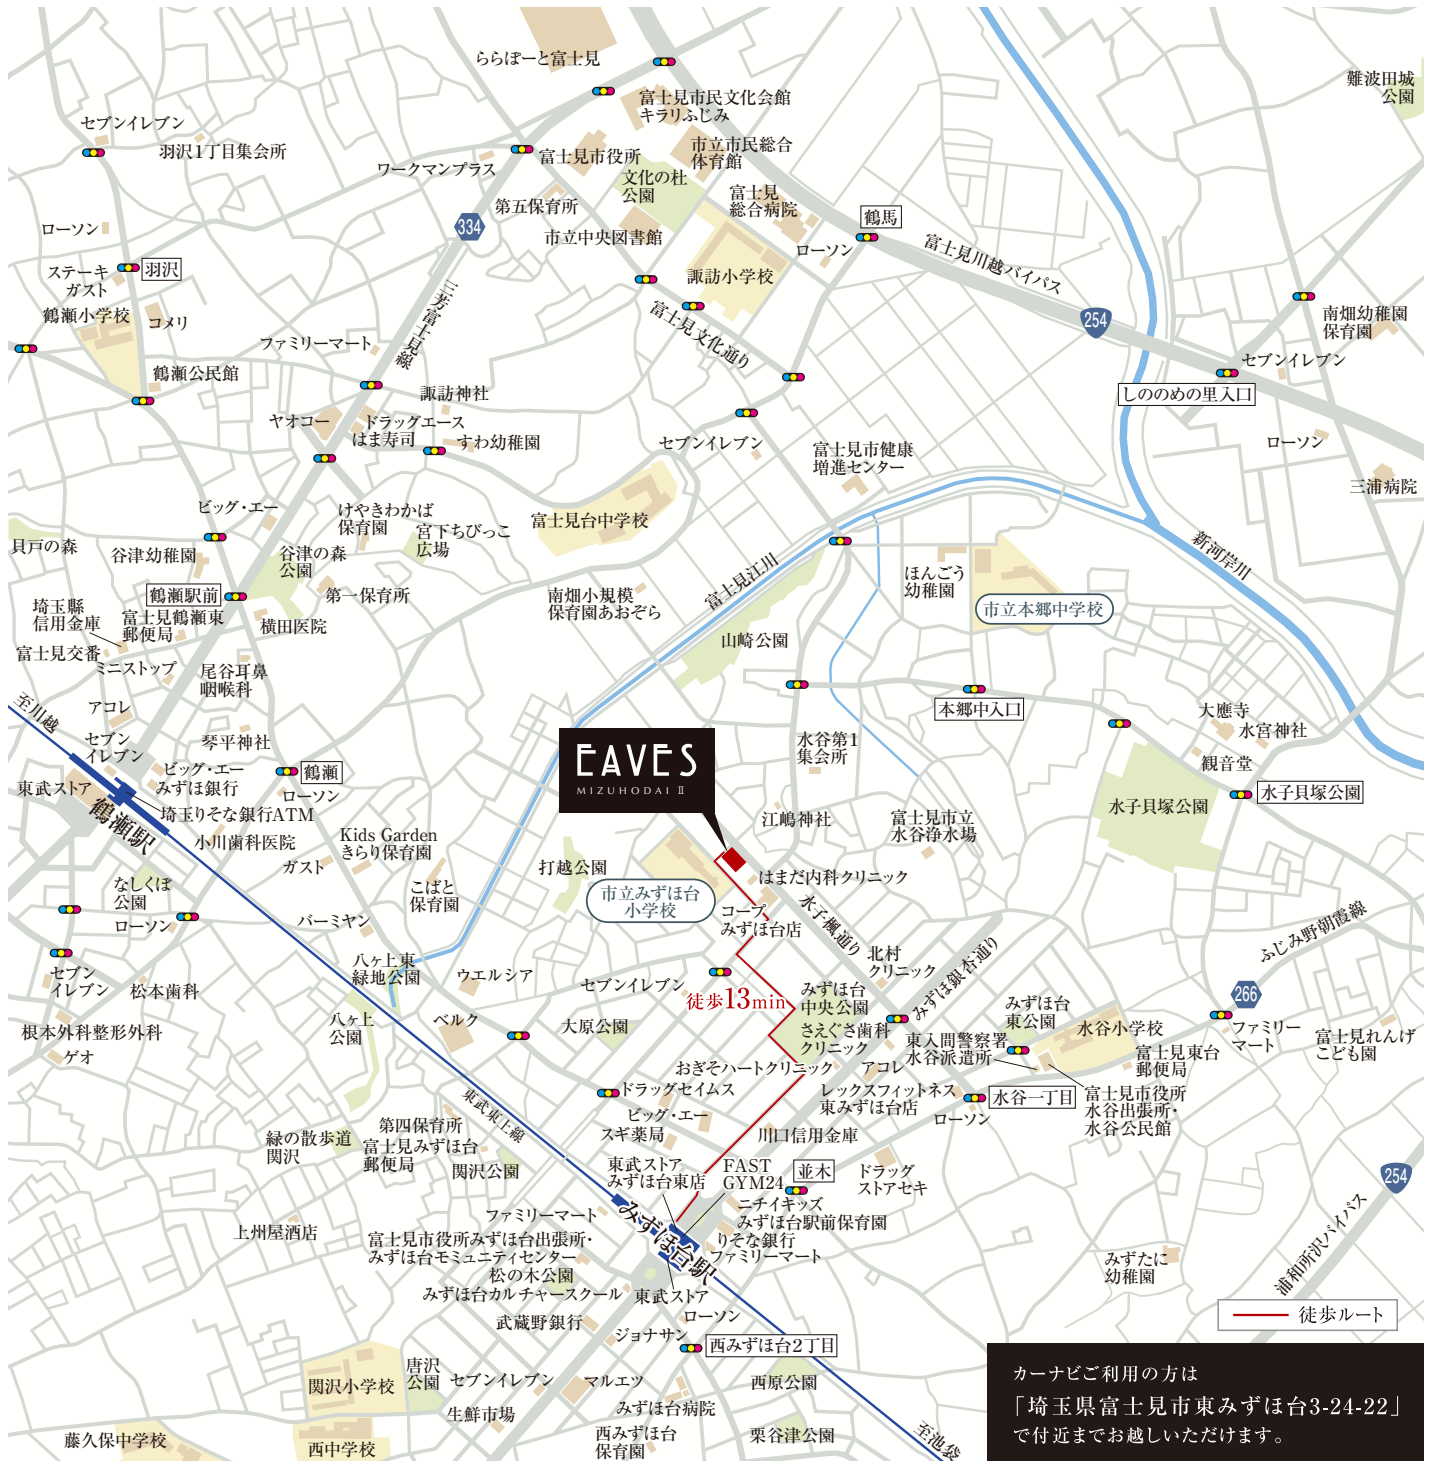 ららぽーと富士見
富士見市民文化会館
キラリふじみ
難波田城
公園
セブンイレブン
羽沢1丁目集会所
ワークマンプラス
富士見市役所
市立市民総合
体育館
文化の杜
公園
富士見
総合病院
第五保育所
334
鶴馬
ローソン
市立中央図書館
ローソン
富士見川越バイパス
羽沢
ステーキ
ガスト
諏訪小学校
三芳富士見線
鶴瀬小学校
コメリ
富士見文化通り
254
南畑幼稚園
保育園
ファミリーマート
セブンイレブン
鶴瀬公民館
しののめの里入口
諏訪神社
ヤオコー
ドラッグエース
はま寿司
すわ幼稚園
セブンイレブン
富士見市健康
増進センター
ローソン
三浦病院
ビッグ・エー
けやきわかば
保育園
宮下ちびっこ
広場
富士見台中学校
貝戸の森
谷津幼稚園
谷津の森
公園
新河岸川
富士見江川
ほんごう
幼稚園
鶴瀬駅前
第一保育所
南畑小規模
保育園あおぞら
市立本郷中学校
埼玉縣
信用金庫
富士見鶴瀬東
郵便局
横田医院
山崎公園
富士見交番
ミニストップ
尾谷耳鼻
咽喉科
至川越
アコレ
本郷中入口
大應寺
水宮神社
セブン
イレブン
琴平神社
EAVES
MIZUHODAI Ⅱ
水谷第1
集会所
観音堂
東武ストア
ビッグ・エー
みずほ銀行
鶴瀬
ローソン
水子貝塚公園
水子貝塚公園
埼玉りそな銀行ATM
鶴瀬駅
小川歯科医院
Kids Garden
きらり保育園
江嶋神社
富士見市立
水谷浄水場
ガスト
打越公園
はまだ内科クリニック
なしくぼ
公園
こばと
保育園
市立みずほ台
小学校
コープ
みずほ台店
水子楓通り
ローソン
バーミヤン
ふじみ野朝霞線
北村
クリニック
みずほ銀杏通り
セブン
イレブン
松本歯科
八ヶ上東
緑地公園
ウエルシア
セブンイレブン
徒歩13min
みずほ台
中央公園
みずほ台
東公園
266
根本外科整形外科
八ヶ上
公園
ベルク
大原公園
さえぐさ歯科
クリニック
東入間警察署
水谷派遣所
水谷小学校
ファミリー
マート
富士見れんげ
こども園
ゲオ
おぎそハートクリニック
アコレ
富士見東台
郵便局
東武東上線
ドラッグセイムス
レックスフィットネス
東みずほ台店
水谷一丁目
ローソン
富士見市役所
水谷出張所・
水谷公民館
ビッグ・エー
スギ薬局
川口信用金庫
緑の散歩道
関沢
第四保育所
富士見みずほ台
郵便局
関沢公園
東武ストア
みずほ台東店
FAST
GYM24
並木
ドラッグ
ストアセキ
254
ニチイキッズ
みずほ台駅前保育園
ファミリーマート
上州屋酒店
みずほ台駅
りそな銀行
ファミリーマート
富士見市役所みずほ台出張所・
みずほ台モミュニティセンター
みずたに
幼稚園
浦和所沢バイパス
松の木公園
みずほ台カルチャースクール
東武ストア
武蔵野銀行
ローソン
徒歩ルート
ジョナサン
西みずほ台2丁目
唐沢
公園
関沢小学校
セブンイレブン
マルエツ
西原公園
みずほ台病院
生鮮市場
藤久保中学校
西中学校
西みずほ台
保育園
栗谷津公園
至池袋
カーナビご利用の方は
「埼玉県富士見市東みずほ台3-24-22」
で付近までお越しいただけます。